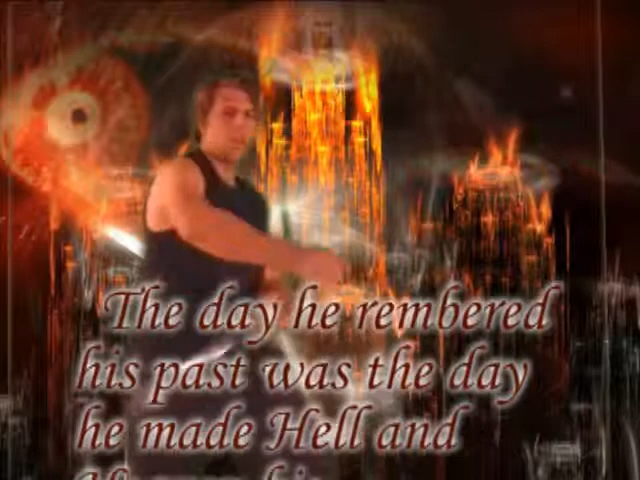 The day he rembered
his past was the day
he made Hell and